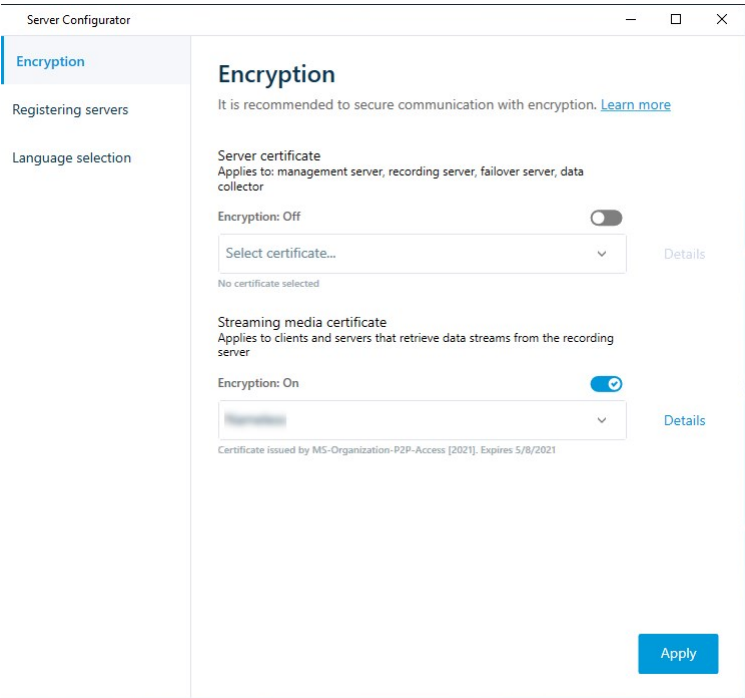 Server Configurator
Encryption
Registering servers
Language selection
Encryption
It is recommended to secure communication with encryption. Learn more
Server certificate
Applies to: management server, recording server, failover server, data
collector
Encryption: Off
Select certificate...
Details
No certificate selected
Streaming media certificate
Applies to clients and servers that retrieve data streams from the recording
server
Encryption: On
Details
Certificate issued by MS-Organization-P2P-Access [2021]. Expires 5/8/2021
Apply